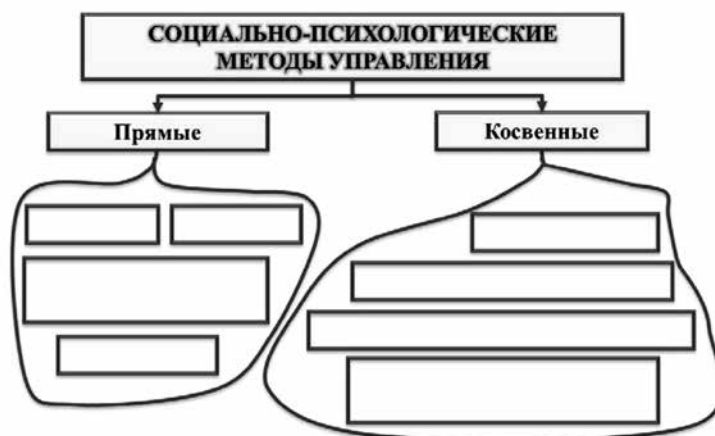 СОЦИАЛЬНО-ПСИХОЛОГИЧЕСКИЕ
МЕТОДЫ УПРАВЛЕНИЯ
Прямые
Косвенные